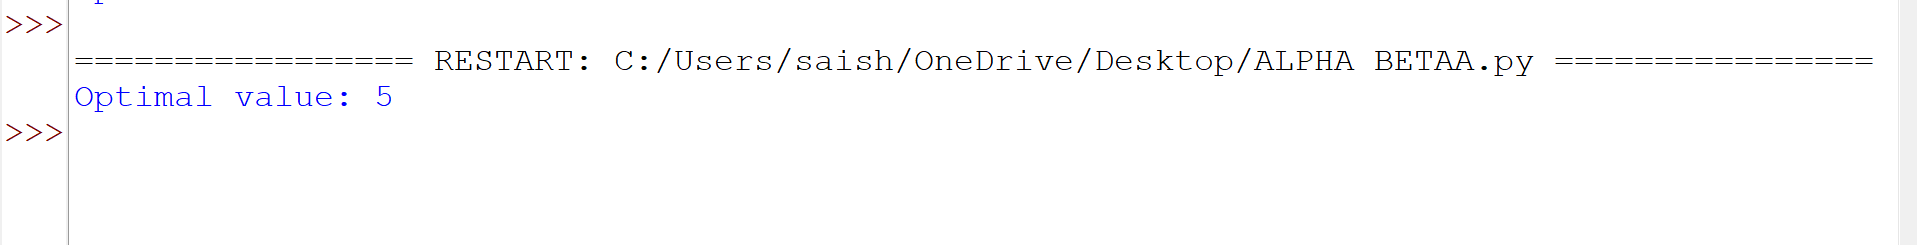 >>>
================= RESTART: C:/Users/saish/OneDrive/Desktop/ALPHA BETAA.py ================
Optimal value: 5
>>>